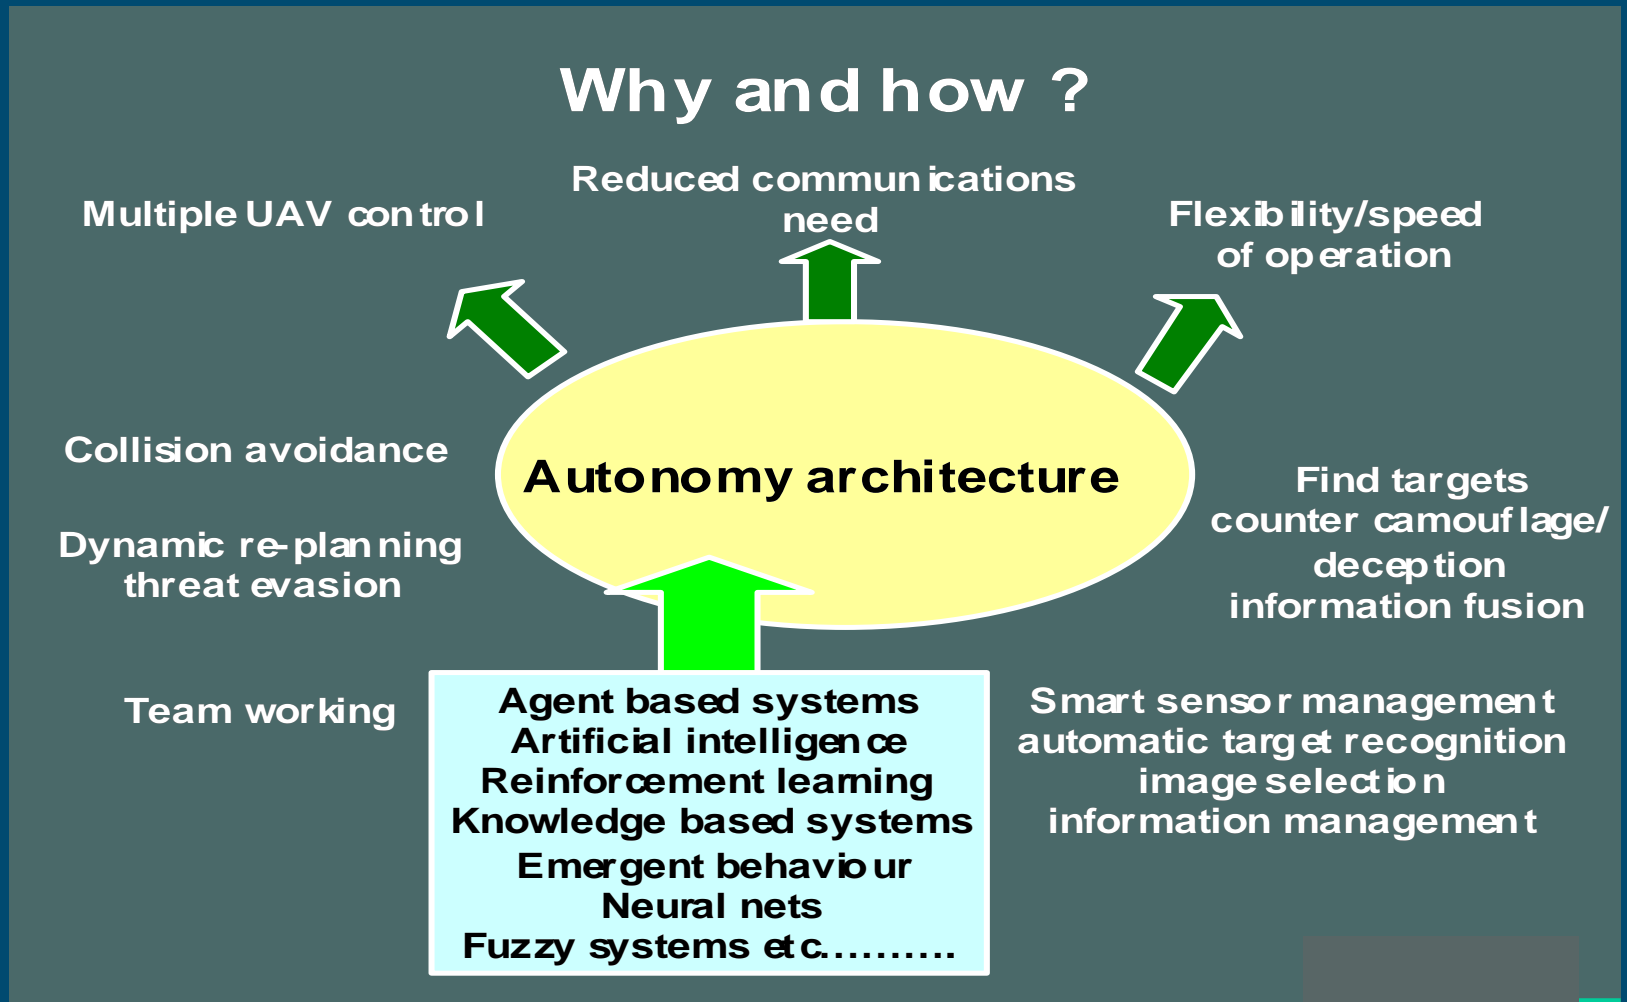 Why and how ?
Reduced communications
need
Multiple UAV control
Flexibility/speed
of operation
Collision avoidance
Autonomy architecture
Find targets
counter camouflage/
deception
information fusion
Dynamic re-planning
threat evasion
Team working
Agent based systems
Artificial intelligence
Reinforcement learning
Knowledge based systems
Emergent behaviour
Neural nets
Fuzzy systems etc..........
Smart sensor management
automatic target recognition
image selection
information management